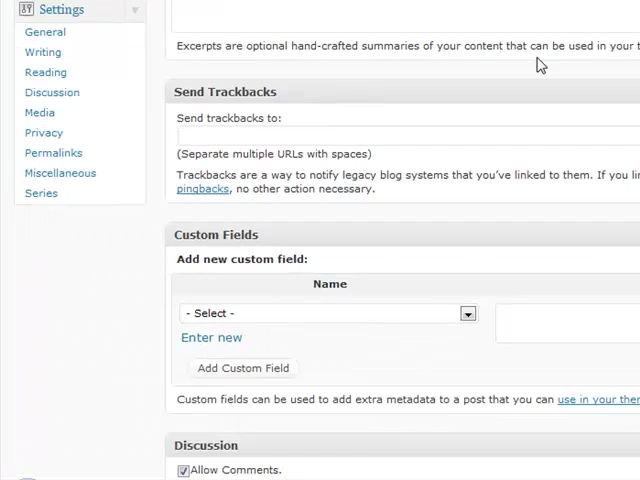 Settings
General
Writing
Reading
Discussion
Media
Privacy
Permalinks
Miscellaneous
Series
Excerpts are optional hand-crafted summaries of your content that can be used in your
Send Trackbacks
Send trackbacks to:
(Separate multiple URLs with spaces)
Trackbacks are a way to notify legacy blog systems that you've linked to them. If you
pingbacks, no other action necessary.
Custom Fields
Add new custom field:
Name
- Select -
Enter new
Add Custom Field
Custom fields can be used to add extra metadata to a post that you can use in your
Discussion
Allow Comments.